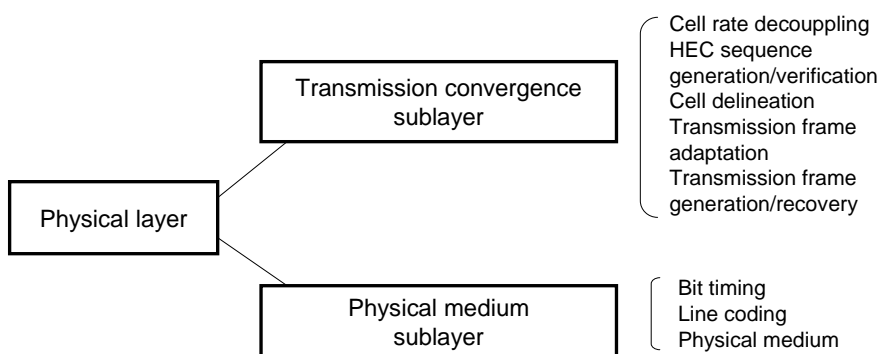 Physical layer
Transmission convergence
sublayer
Cell rate decouppling
HEC sequence
generation/verification
Cell delineation
Transmission frame
adaptation
Transmission frame
generation/recovery
Physical medium
sublayer
Bit timing
Line coding
Physical medium